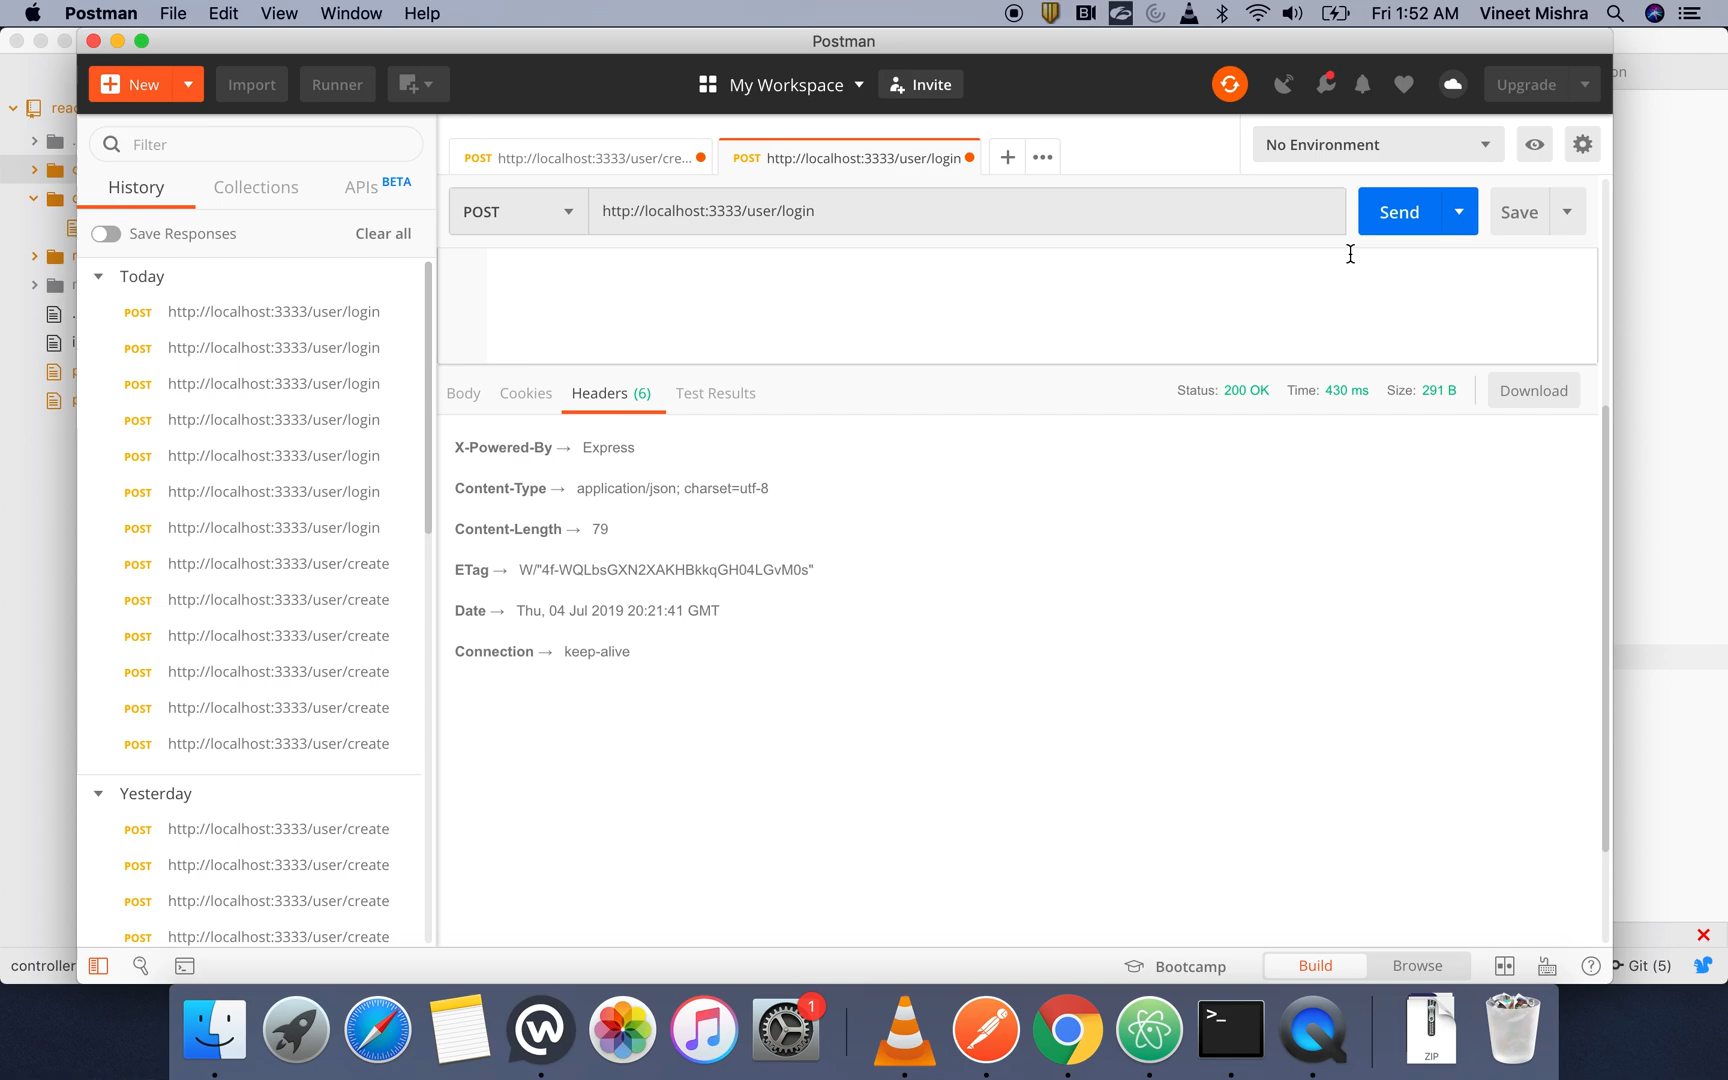 Postman File Edit View Window Help Fri 1:52 AM Vineet Mishra
Postman
New Import Runner My Workspace Invite Upgrade
Filter
History Collections APIs BETA
Save Responses Clear all
Today
POST http://localhost:3333/user/login
POST http://localhost:3333/user/login
POST http://localhost:3333/user/login
POST http://localhost:3333/user/login
POST http://localhost:3333/user/login
POST http://localhost:3333/user/login
POST http://localhost:3333/user/login
POST http://localhost:3333/user/create
POST http://localhost:3333/user/create
POST http://localhost:3333/user/create
POST http://localhost:3333/user/create
POST http://localhost:3333/user/create
POST http://localhost:3333/user/create
Yesterday
POST http://localhost:3333/user/create
POST http://localhost:3333/user/create
POST http://localhost:3333/user/create
POST http://localhost:3333/user/create
POST http://localhost:3333/user/cre... POST http://localhost:3333/user/login No Environment
POST http://localhost:3333/user/login Send Save
Body Cookies Headers (6) Test Results Status: 200 OK Time: 430 ms Size: 291 B Download
X-Powered-By → Express
Content-Type → application/json; charset=utf-8
Content-Length → 79
ETag → W/"4f-WQLbsGXN2XAKHBkkqGH04LGvM0s"
Date → Thu, 04 Jul 2019 20:21:41 GMT
Connection → keep-alive
controller Bootcamp Build Browse Git (5)
1
ZIP